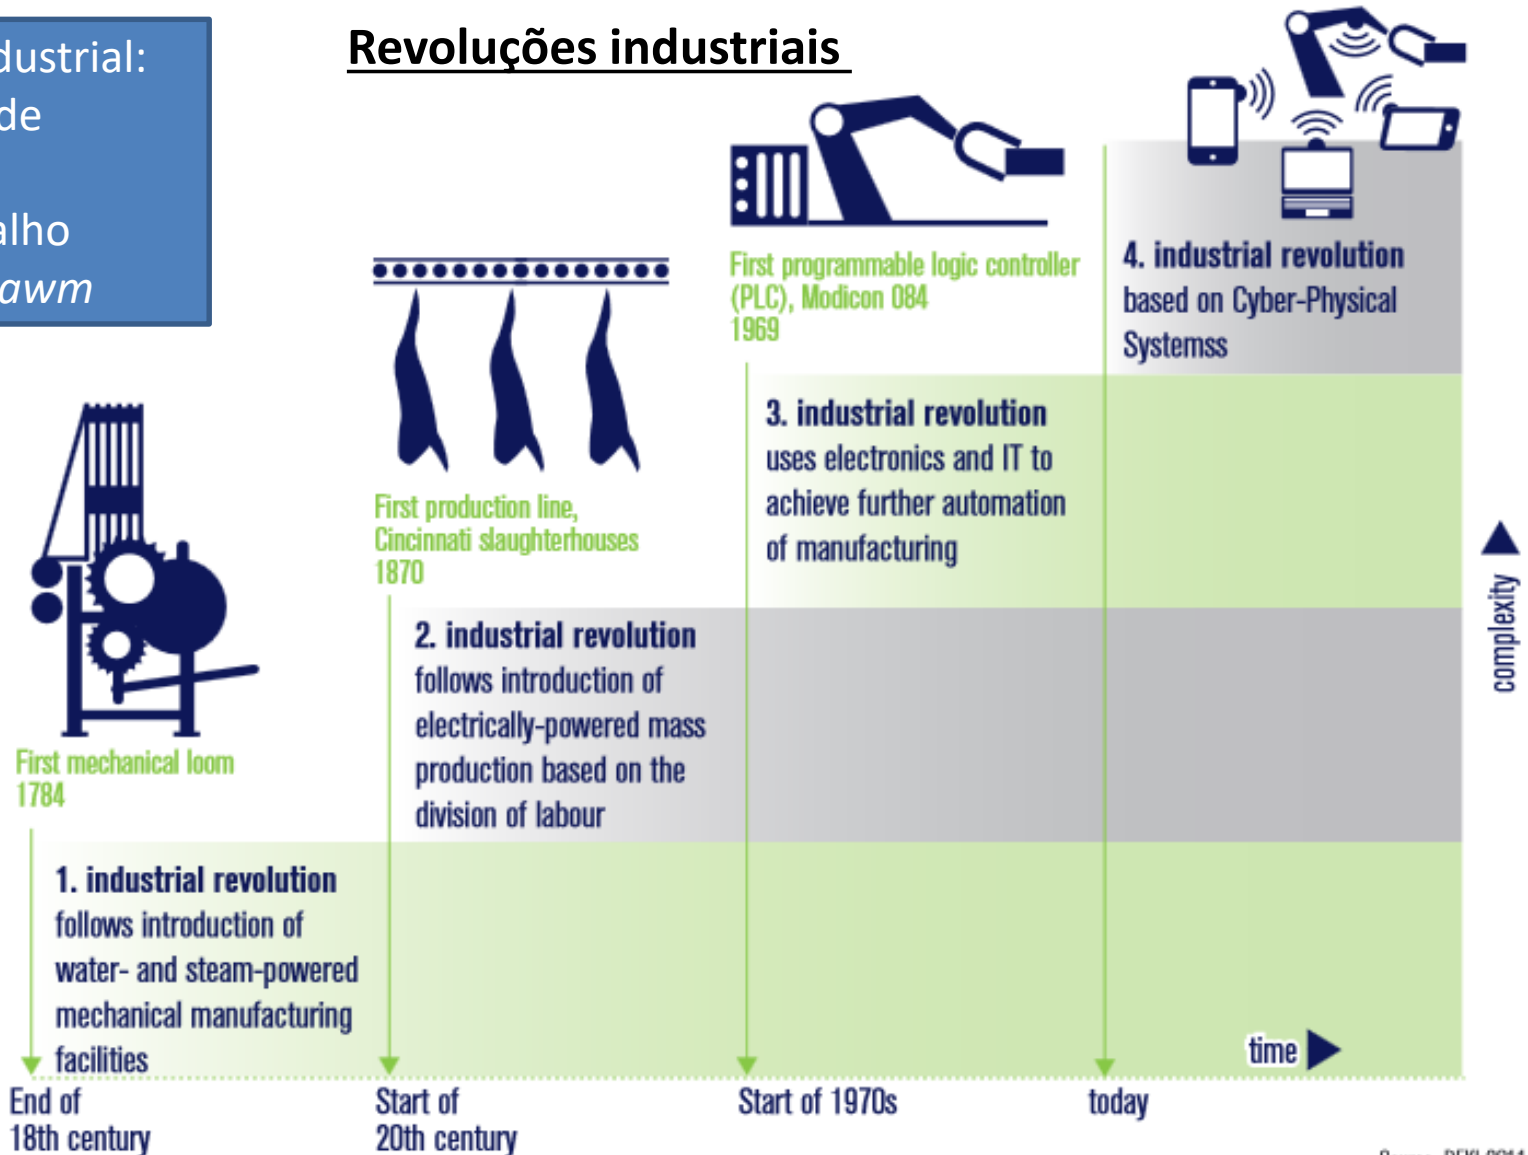 dustrial:
de
alho
awm
Revoluções industriais
First programmable logic controller
(PLC), Modicon 084
1969
4. industrial revolution
based on Cyber-Physical
Systemss
3. industrial revolution
uses electronics and IT to
achieve further automation
of manufacturing
First production line,
Cincinnati slaughterhouses
1870
2. industrial revolution
follows introduction of
electrically-powered mass
production based on the
division of labour
First mechanical loom
1784
1. industrial revolution
follows introduction of
water- and steam-powered
mechanical manufacturing
facilities
complexity
time
End of
18th century
Start of
20th century
Start of 1970s
today